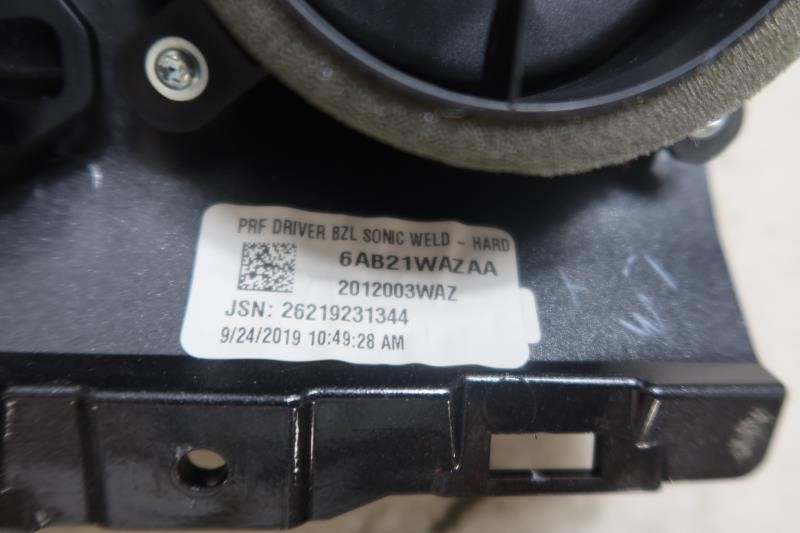 PRF DRIVER BZL SONIC WELD - HARD
6AB21WAZAA
2012003WAZ
JSN: 26219231344
9/24/2019 10:49:28 AM